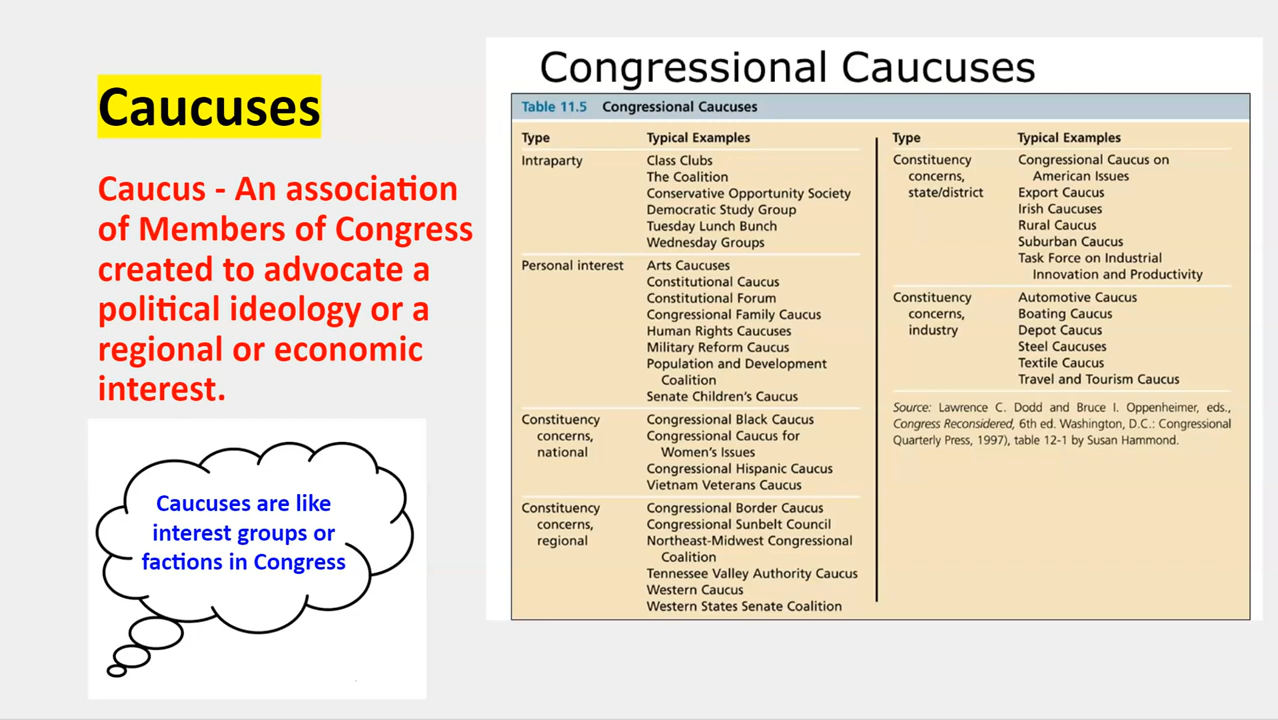 Caucuses
Caucus - An association
of Members of Congress
created to advocate a
political ideology or a
regional or economic
interest.
Caucuses are like
interest groups or
factions in Congress
Congressional Caucuses
Table 11.5 Congressional Caucuses
Type Typical Examples
Intraparty Class Clubs
The Coalition
Conservative Opportunity Society
Democratic Study Group
Tuesday Lunch Bunch
Wednesday Groups
Personal interest Arts Caucuses
Constitutional Caucus
Constitutional Forum
Congressional Family Caucus
Human Rights Caucuses
Military Reform Caucus
Population and Development
Coalition
Senate Children's Caucus
Constituency Congressional Black Caucus
concerns, Congressional Caucus for
national Women's Issues
Congressional Hispanic Caucus
Vietnam Veterans Caucus
Constituency Congressional Border Caucus
concerns, Congressional Sunbelt Council
regional Northeast-Midwest Congressional
Coalition
Tennessee Valley Authority Caucus
Western Caucus
Western States Senate Coalition
Type Typical Examples
Constituency Congressional Caucus on
concerns, American Issues
state/district Export Caucus
Irish Caucuses
Rural Caucus
Suburban Caucus
Task Force on Industrial
Innovation and Productivity
Constituency Automotive Caucus
concerns, Boating Caucus
industry Depot Caucus
Steel Caucuses
Textile Caucus
Travel and Tourism Caucus
Source: Lawrence C. Dodd and Bruce I. Oppenheimer, eds.,
Congress Reconsidered, 6th ed. Washington, D.C.: Congressional
Quarterly Press, 1997), table 12-1 by Susan Hammond.